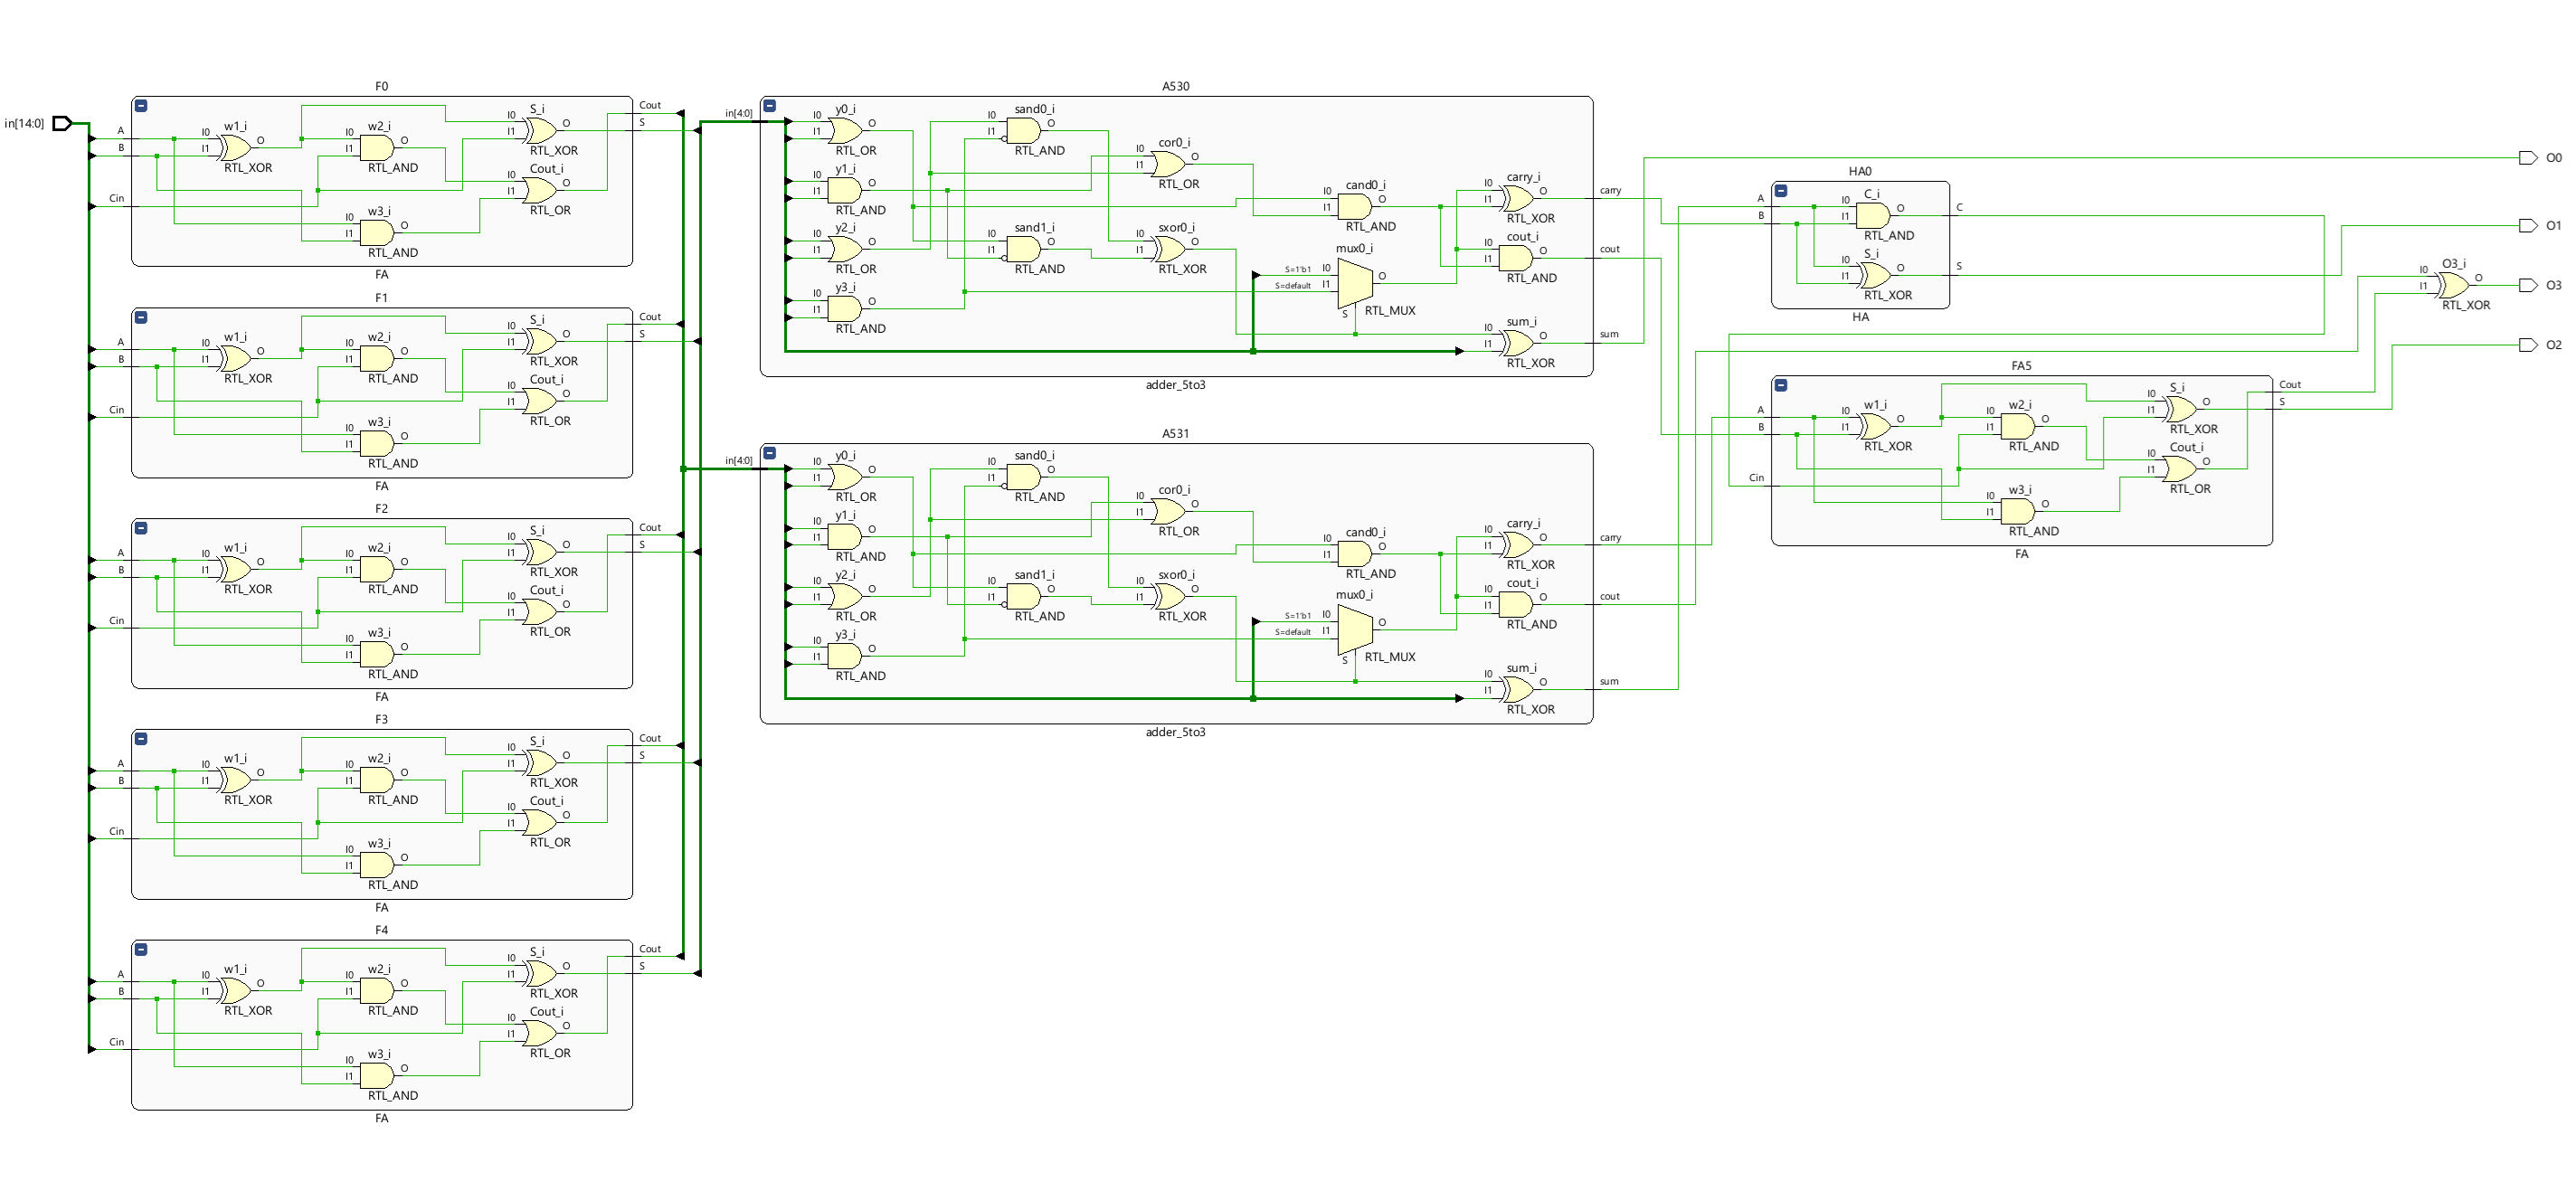 in[14:0]
F0
A
B
Cin
w1_i
I0
I1
O
RTL_XOR
w2_i
I0
I1
O
RTL_AND
w3_i
I0
I1
O
RTL_AND
S_i
I0
I1
O
RTL_XOR
Cout_i
I0
I1
O
RTL_OR
Cout
S
FA
F1
A
B
Cin
w1_i
I0
I1
O
RTL_XOR
w2_i
I0
I1
O
RTL_AND
w3_i
I0
I1
O
RTL_AND
S_i
I0
I1
O
RTL_XOR
Cout_i
I0
I1
O
RTL_OR
Cout
S
FA
F2
A
B
Cin
w1_i
I0
I1
O
RTL_XOR
w2_i
I0
I1
O
RTL_AND
w3_i
I0
I1
O
RTL_AND
S_i
I0
I1
O
RTL_XOR
Cout_i
I0
I1
O
RTL_OR
Cout
S
FA
F3
A
B
Cin
w1_i
I0
I1
O
RTL_XOR
w2_i
I0
I1
O
RTL_AND
w3_i
I0
I1
O
RTL_AND
S_i
I0
I1
O
RTL_XOR
Cout_i
I0
I1
O
RTL_OR
Cout
S
FA
F4
A
B
Cin
w1_i
I0
I1
O
RTL_XOR
w2_i
I0
I1
O
RTL_AND
w3_i
I0
I1
O
RTL_AND
S_i
I0
I1
O
RTL_XOR
Cout_i
I0
I1
O
RTL_OR
Cout
S
FA
A530
in[4:0]
y0_i
I0
I1
O
RTL_OR
y1_i
I0
I1
O
RTL_AND
y2_i
I0
I1
O
RTL_OR
y3_i
I0
I1
O
RTL_AND
sand0_i
I0
I1
O
RTL_AND
sand1_i
I0
I1
O
RTL_AND
cor0_i
I0
I1
O
RTL_OR
sxor0_i
I0
I1
O
RTL_XOR
cand0_i
I0
I1
O
RTL_AND
mux0_i
S=1'b1
I0
S=default
I1
S
O
RTL_MUX
carry_i
I0
I1
O
RTL_XOR
cout_i
I0
I1
O
RTL_AND
sum_i
I0
I1
O
RTL_XOR
carry
cout
sum
adder_5to3
A531
in[4:0]
y0_i
I0
I1
O
RTL_OR
y1_i
I0
I1
O
RTL_AND
y2_i
I0
I1
O
RTL_OR
y3_i
I0
I1
O
RTL_AND
sand0_i
I0
I1
O
RTL_AND
sand1_i
I0
I1
O
RTL_AND
cor0_i
I0
I1
O
RTL_OR
sxor0_i
I0
I1
O
RTL_XOR
cand0_i
I0
I1
O
RTL_AND
mux0_i
S=1'b1
I0
S=default
I1
S
O
RTL_MUX
carry_i
I0
I1
O
RTL_XOR
cout_i
I0
I1
O
RTL_AND
sum_i
I0
I1
O
RTL_XOR
carry
cout
sum
adder_5to3
HA0
A
B
C_i
I0
I1
O
RTL_AND
S_i
I0
I1
O
RTL_XOR
C
S
HA
FA5
A
B
Cin
w1_i
I0
I1
O
RTL_XOR
w2_i
I0
I1
O
RTL_AND
w3_i
I0
I1
O
RTL_AND
S_i
I0
I1
O
RTL_XOR
Cout_i
I0
I1
O
RTL_OR
Cout
S
FA
O3_i
I0
I1
O
RTL_XOR
O0
O1
O3
O2